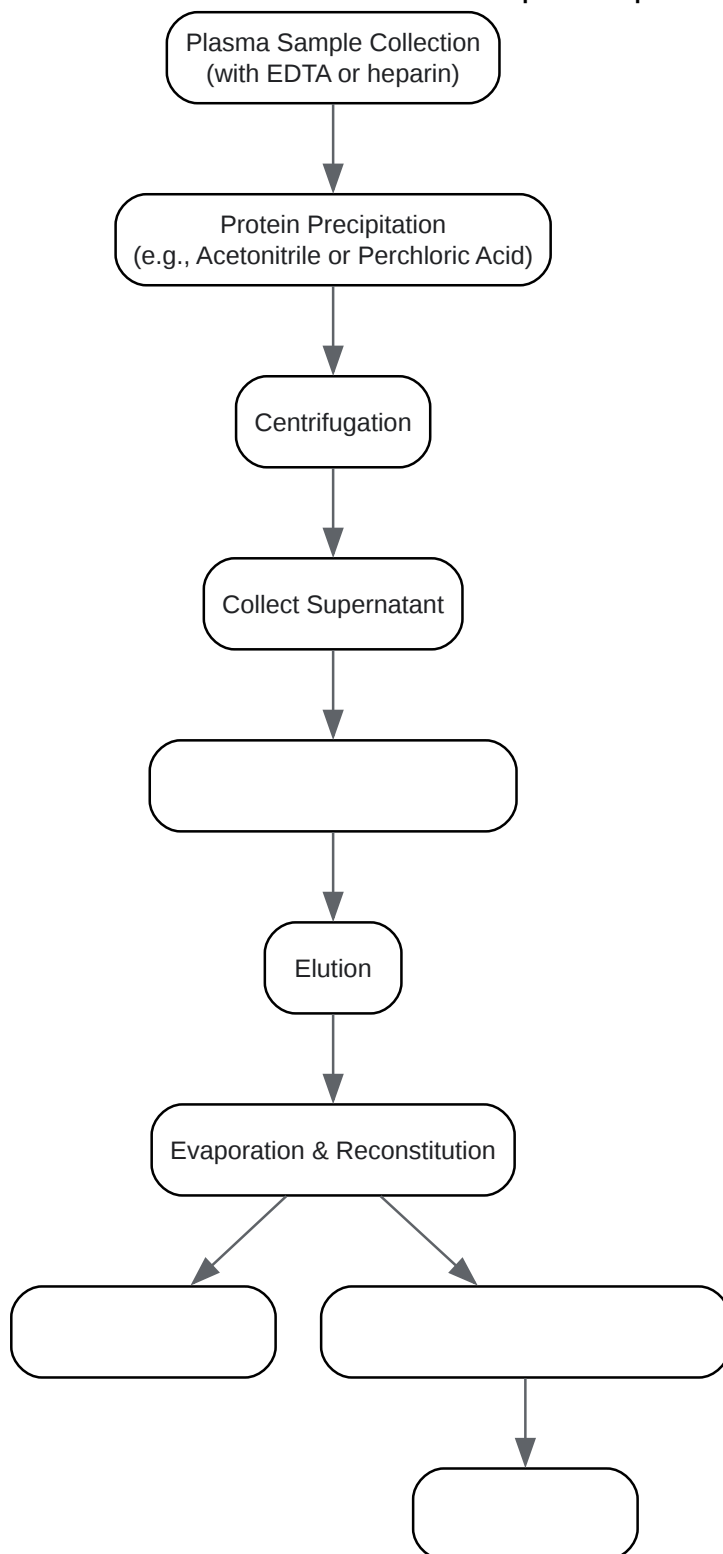 Plasma Sample Collection
(with EDTA or heparin)
Protein Precipitation
(e.g., Acetonitrile or Perchloric Acid)
Centrifugation
Collect Supernatant
Elution
Evaporation & Reconstitution